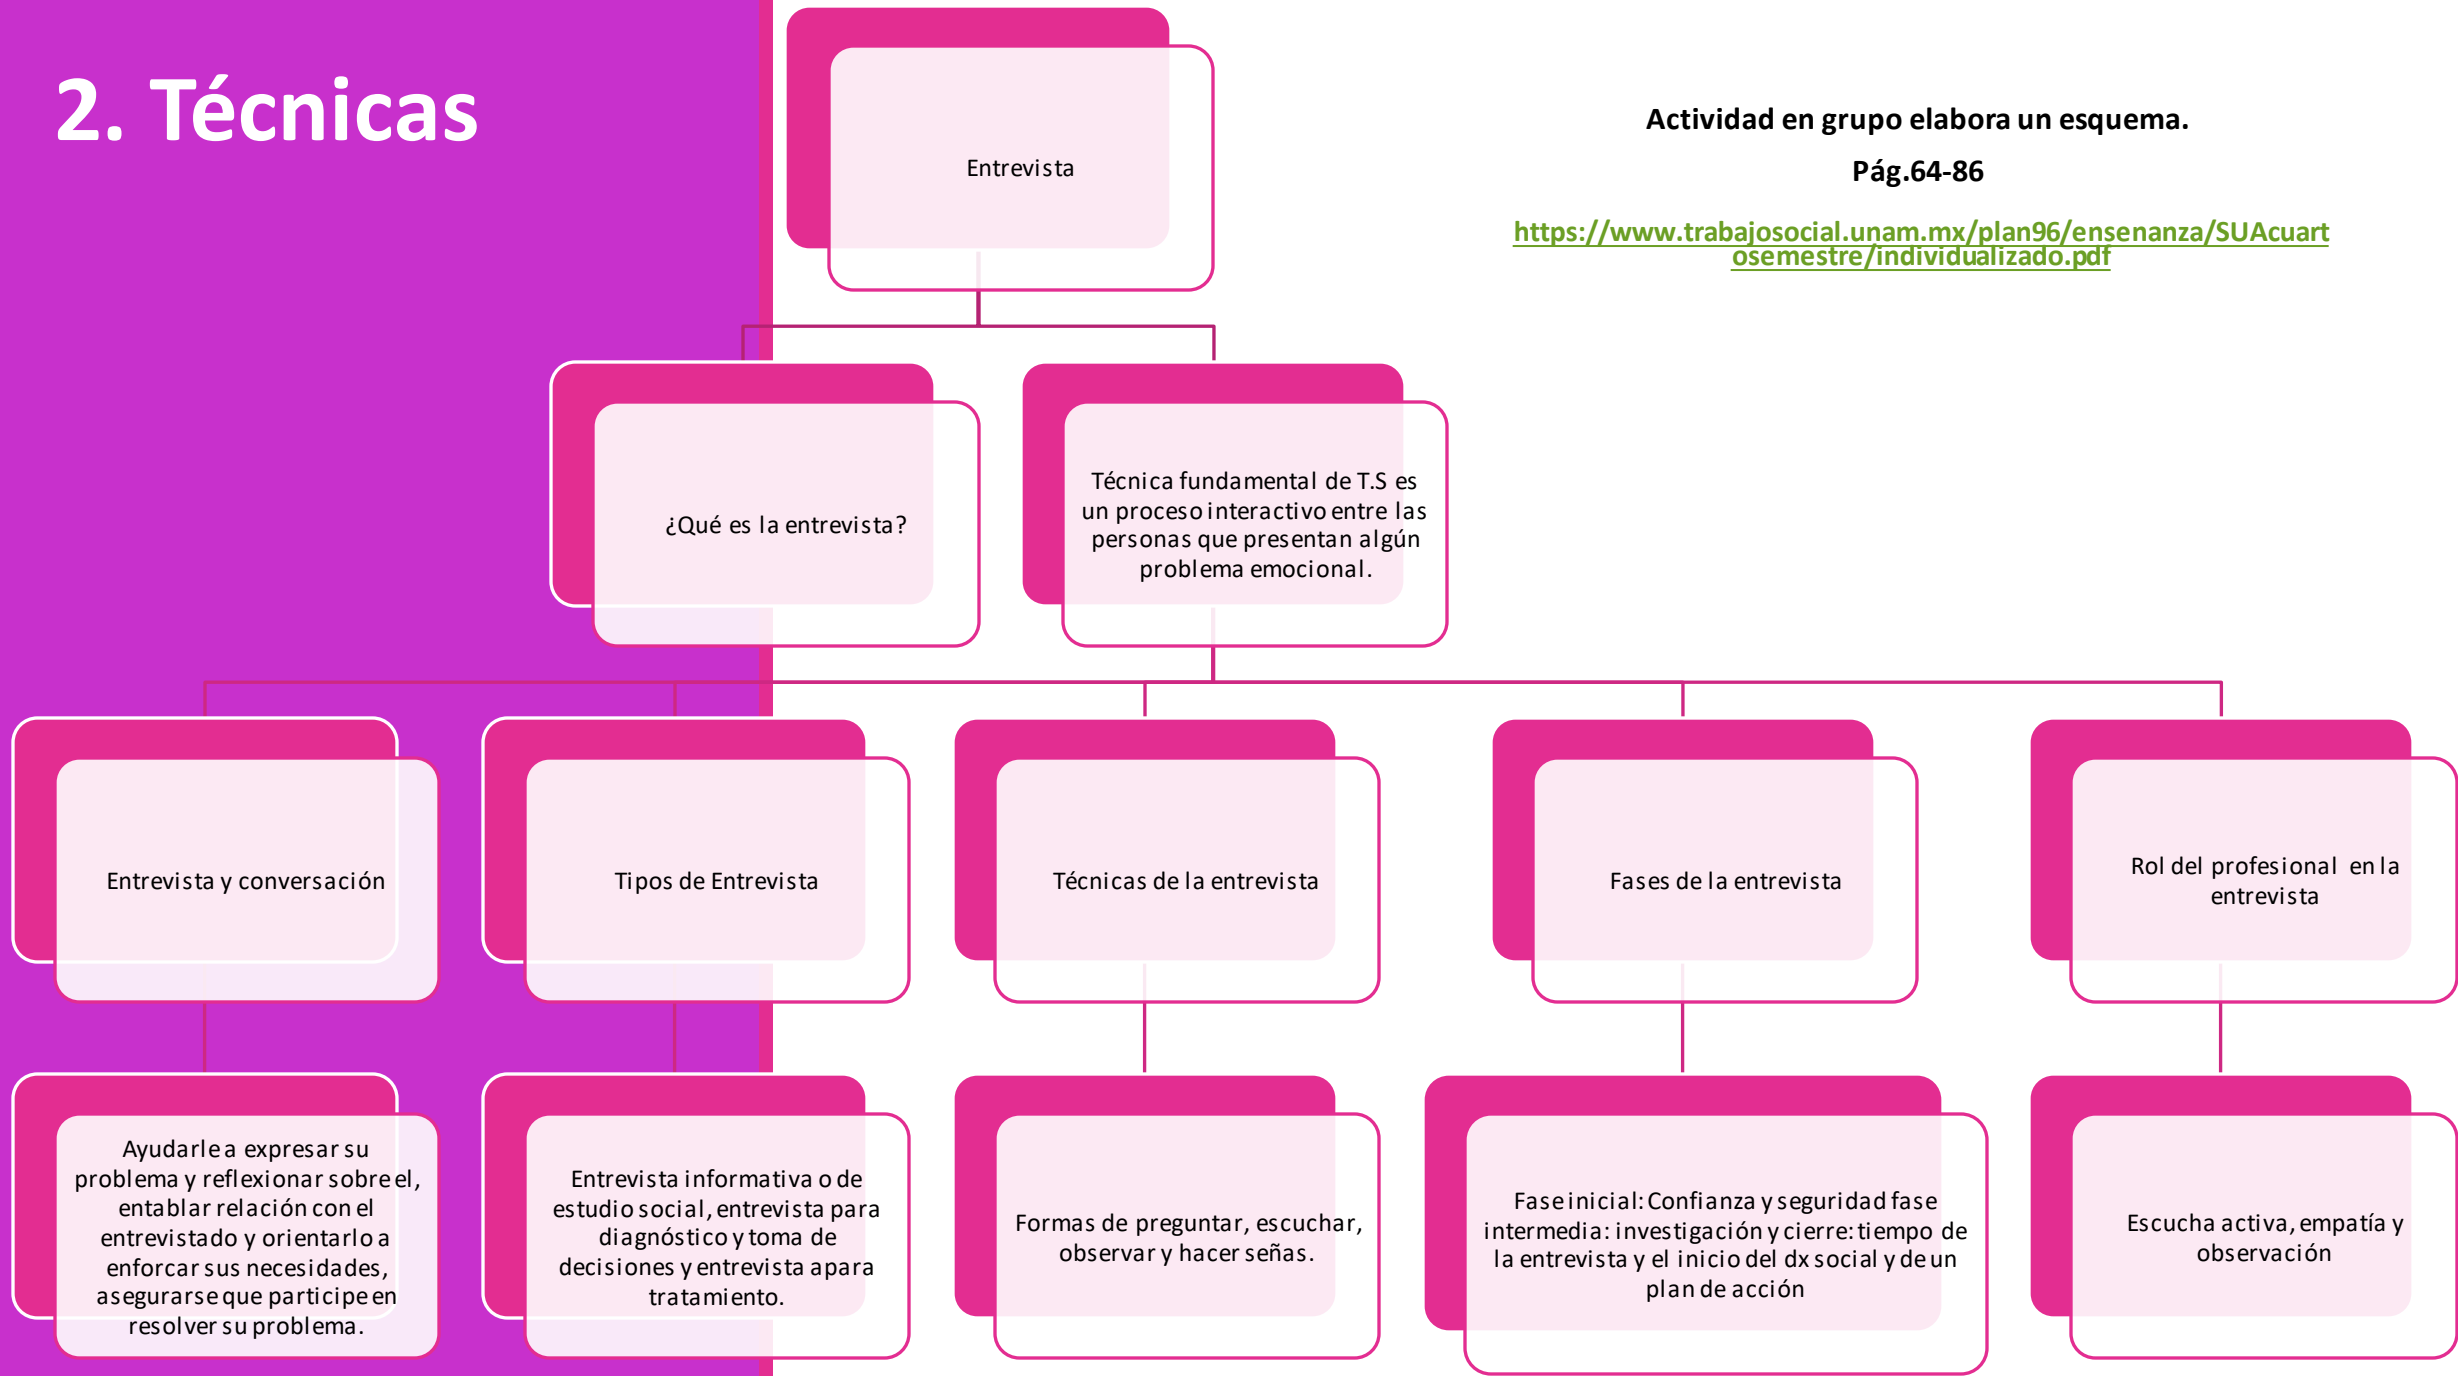 2. Técnicas
Entrevista
Actividad en grupo elabora un esquema.
Pág.64-86
https://www.trabajosocial.unam.mx/plan96/ensenanza/SUAcuart
osemestre/individualizado.pdf
¿Qué es la entrevista?
Técnica fundamental de T.S es
un proceso interactivo entre las
personas que presentan algún
problema emocional.
Entrevista y conversación
Tipos de Entrevista
Técnicas de la entrevista
Fases de la entrevista
Rol del profesional en la
entrevista
Ayudarle a expresar su
problema y reflexionar sobre el,
entablar relación con el
entrevistado y orientarlo a
enforcar sus necesidades,
asegurarse que participe en
resolver su problema.
Entrevista informativa o de
estudio social, entrevista para
diagnóstico y toma de
decisiones y entrevista apara
tratamiento.
Formas de preguntar, escuchar,
observar y hacer señas.
Fase inicial: Confianza y seguridad fase
intermedia: investigación y cierre: tiempo de
la entrevista y el inicio del dx social y de un
plan de acción
Escucha activa, empatía y
observación